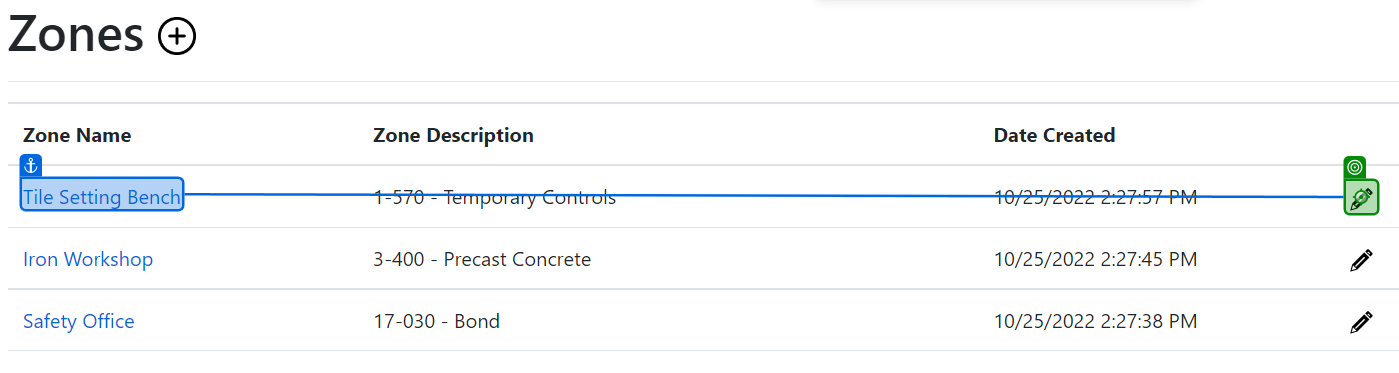 Zones
Zone Name Zone Description Date Created
Tile Setting Bench 1-570 - Temporary Controls 10/25/2022 2:27:57 PM
Iron Workshop 3-400 - Precast Concrete 10/25/2022 2:27:45 PM
Safety Office 17-030 - Bond 10/25/2022 2:27:38 PM